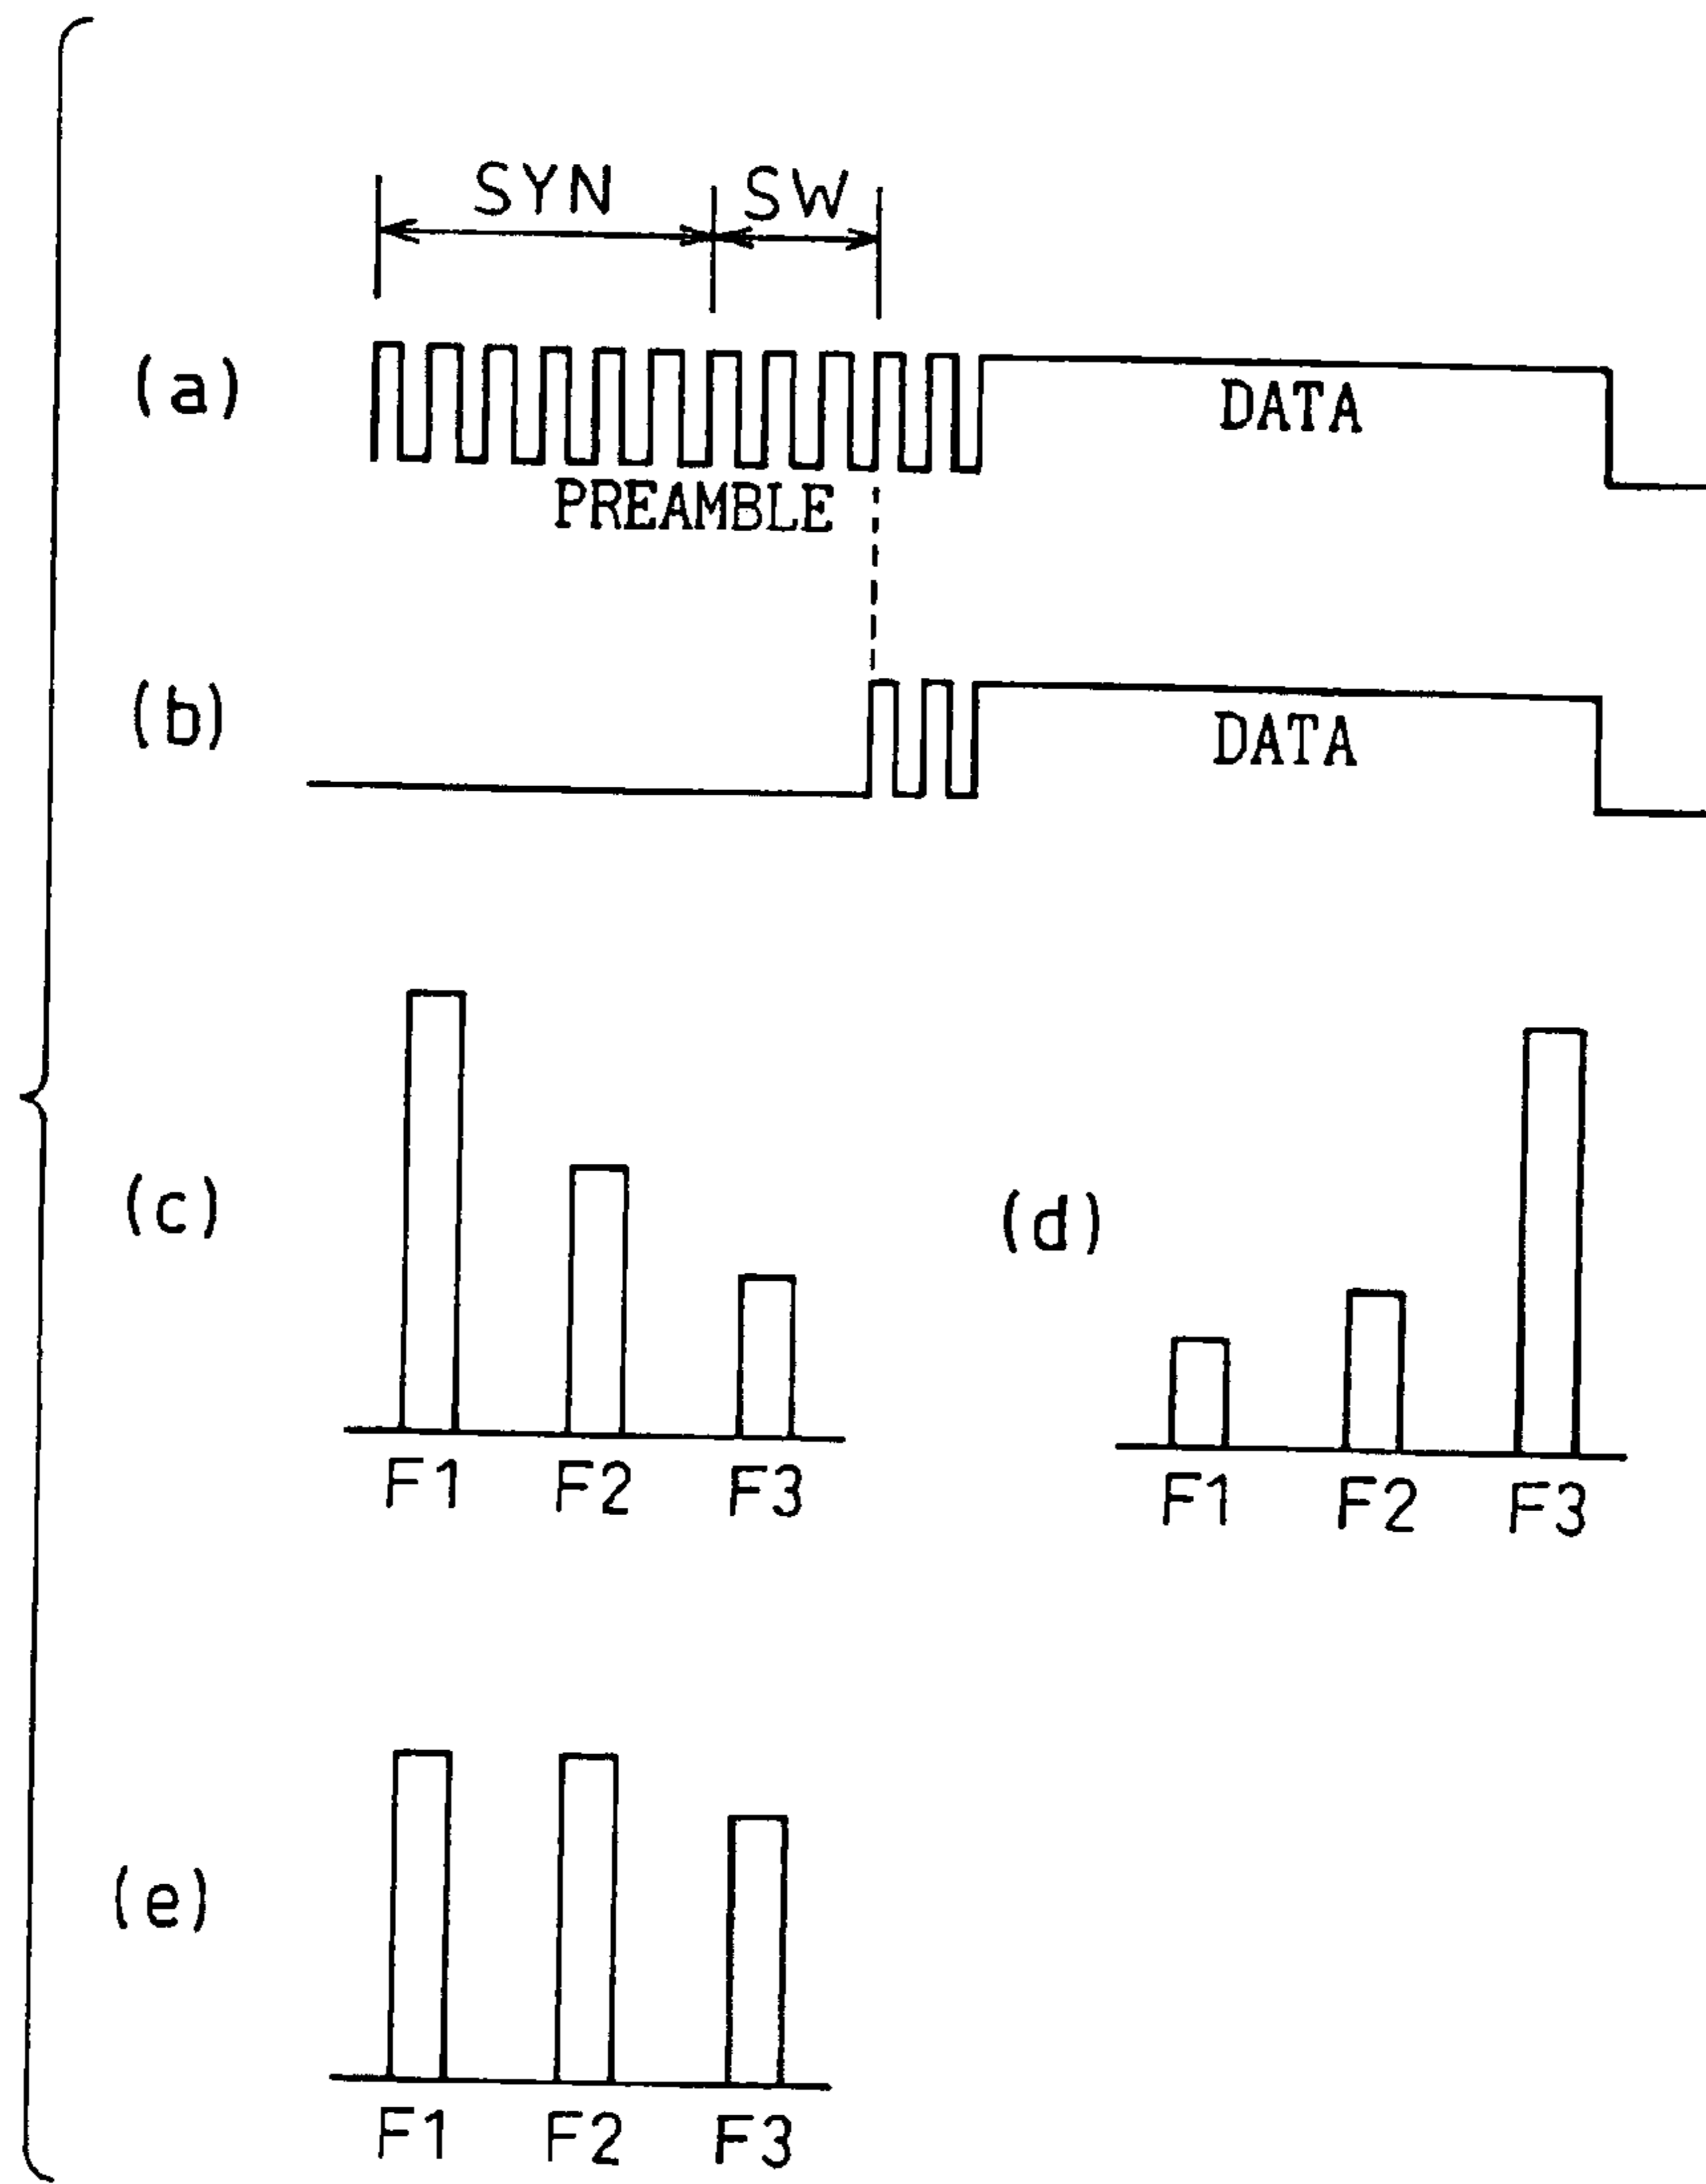 SYN SW
(a)
DATA
PREAMBLE
(b)
DATA
(c)
(d)
F1 F2 F3
F1 F2 F3
(e)
F1 F2 F3